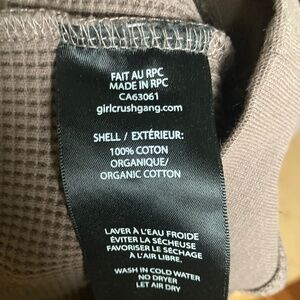 FAIT AU RPC
MADE IN RPC
CA63061
girlcrushgang.com
SHELL / EXTÉRIEUR:
100% COTON
ORGANIQUE/
ORGANIC COTTON
LAVER À L'EAU FROIDE
ÉVITER LA SÉCHEUSE
FAVORISER LE SÉCHAGE
À L'AIR LIBRE.
WASH IN COLD WATER
NO DRYER
LET AIR DRY